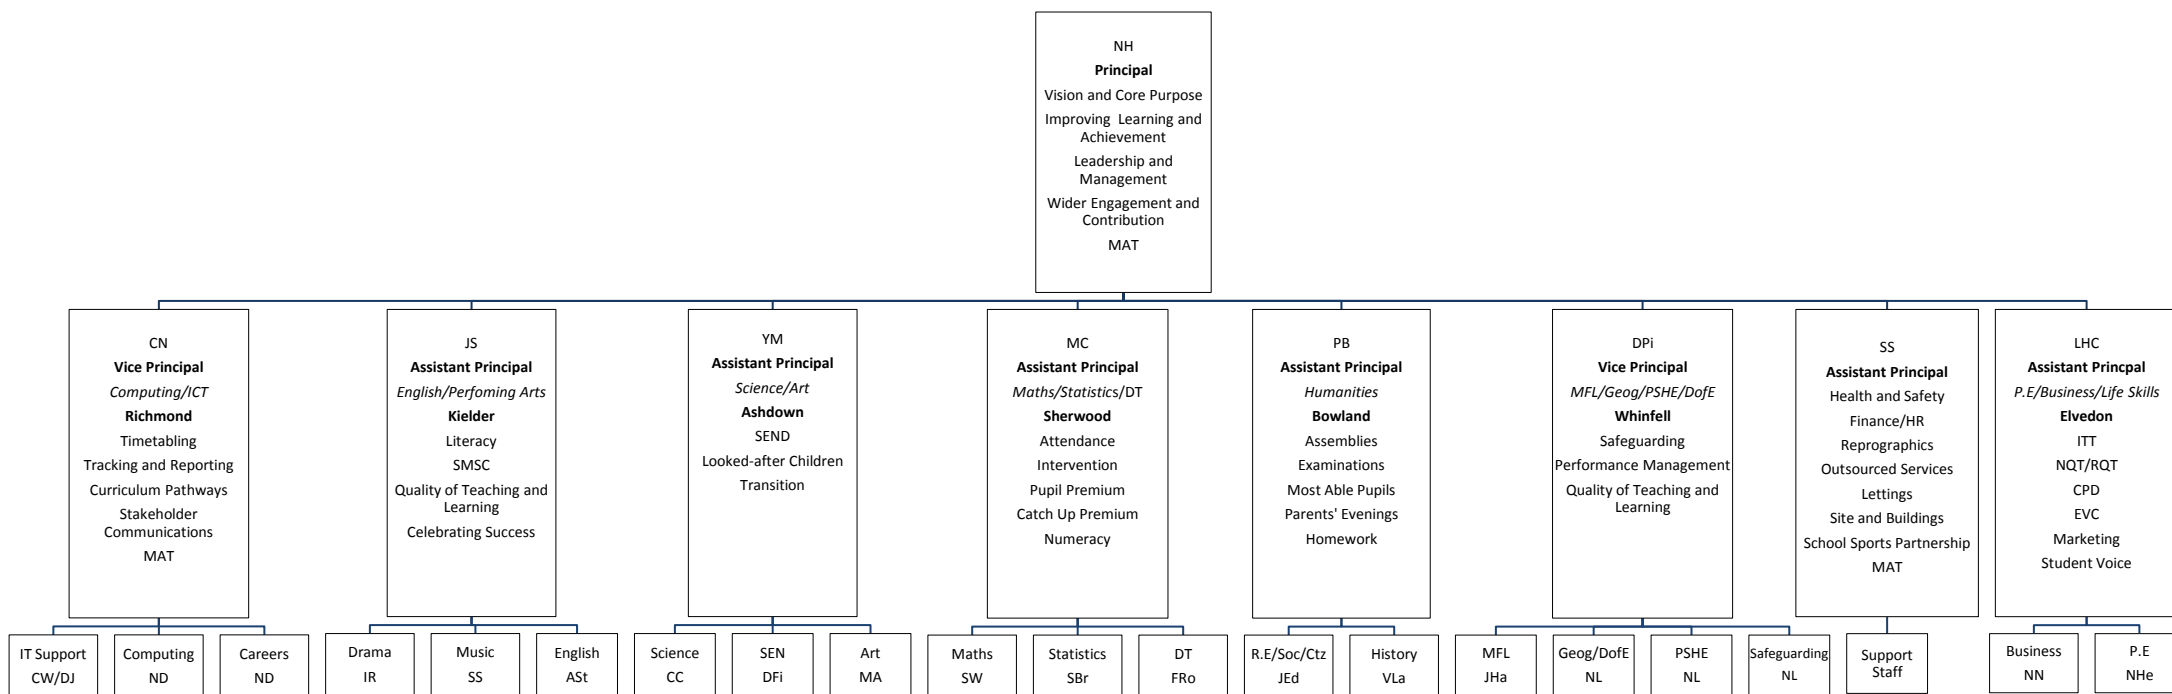 NH
Principal
Vision and Core Purpose
Improving Learning and
Achievement
Leadership and
Management
Wider Engagement and
Contribution
MAT
CN
Vice Principal
Computing/ICT
Richmond
Timetabling
Tracking and Reporting
Curriculum Pathways
Stakeholder
Communications
MAT
JS
Assistant Principal
English/Perfoming Arts
Kielder
Literacy
SMSC
Quality of Teaching and
Learning
Celebrating Success
YM
Assistant Principal
Science/Art
Ashdown
SEND
Looked-after Children
Transition
MC
Assistant Principal
Maths/Statistics/DT
Sherwood
Attendance
Intervention
Pupil Premium
Catch Up Premium
Numeracy
PB
Assistant Principal
Humanities
Bowland
Assemblies
Examinations
Most Able Pupils
Parents' Evenings
Homework
DPi
Vice Principal
MFL/Geog/PSHE/DofE
Whinfell
Safeguarding
Performance Management
Quality of Teaching and
Learning
SS
Assistant Principal
Health and Safety
Finance/HR
Reprographics
Outsourced Services
Lettings
Site and Buildings
School Sports Partnership
MAT
LHC
Assistant Princpal
P.E/Business/Life Skills
Elvedon
ITT
NQT/RQT
CPD
EVC
Marketing
Student Voice
IT Support
CW/DJ
Computing
ND
Careers
ND
Drama
IR
Music
SS
English
ASt
Science
CC
SEN
DFi
Art
MA
Maths
SW
Statistics
SBr
DT
FRo
R.E/Soc/Ctz
JEd
History
VLa
MFL
JHa
Geog/DofE
NL
PSHE
NL
Safeguarding
NL
Support
Staff
Business
NN
P.E
NHe